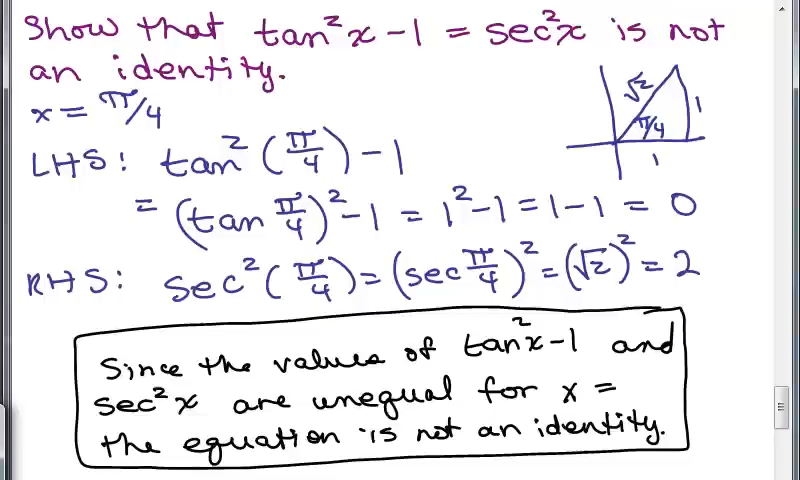 Show that tan²x - 1 = sec²x is not
an identity.
x = π/4
√2
π/4
1
1
LHS: tan² (π/4) - 1
= (tan π/4)² - 1 = 1² - 1 = 1 - 1 = 0
RHS: sec² (π/4) = (sec π/4)² = (√2)² = 2
Since the values of tan²x - 1 and
sec²x are unequal for x =
the equation is not an identity.